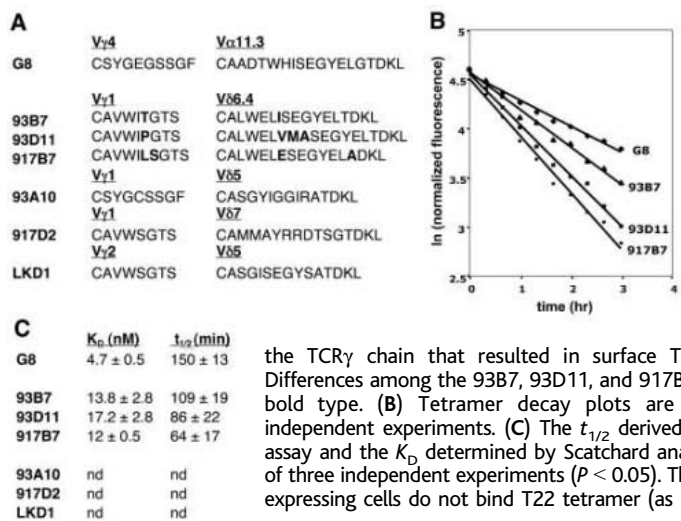 A
Vγ4 Vα11.3
G8 CSYGEGSSGF CAADTWHISEGYELGTDKL
Vγ1 Vδ6.4
93B7 CAVWITGTS CALWELISEGYELTDKL
93D11 CAVWIPGTS CALWELVMASEGYELTDKL
917B7 CAVWILSGTS CALWELESEGYELADKL
Vγ1 Vδ5
93A10 CSYGCSSGF CASGYIGGIRATDKL
Vγ1 Vδ7
917D2 CAVWSGTS CAMMAYRRDTSGTDKL
Vγ2 Vδ5
LKD1 CAVWSGTS CASGISEGYSATDKL
B
ln (normalized fluorescence)
5.0
4.5
4.0
3.5
3.0
2.5
0 1 2 3 4
time (hr)
G8
93B7
93D11
917B7
C
KD (nM) t1/2 (min)
G8 4.7 ± 0.5 150 ± 13
93B7 13.8 ± 2.8 109 ± 19
93D11 17.2 ± 2.8 86 ± 22
917B7 12 ± 0.5 64 ± 17
93A10 nd nd
917D2 nd nd
LKD1 nd nd
the TCRγ chain that resulted in surface T
Differences among the 93B7, 93D11, and 917B
bold type. (B) Tetramer decay plots are
independent experiments. (C) The t1/2 derived
assay and the KD determined by Scatchard ana
of three independent experiments (P < 0.05). Th
expressing cells do not bind T22 tetramer (as